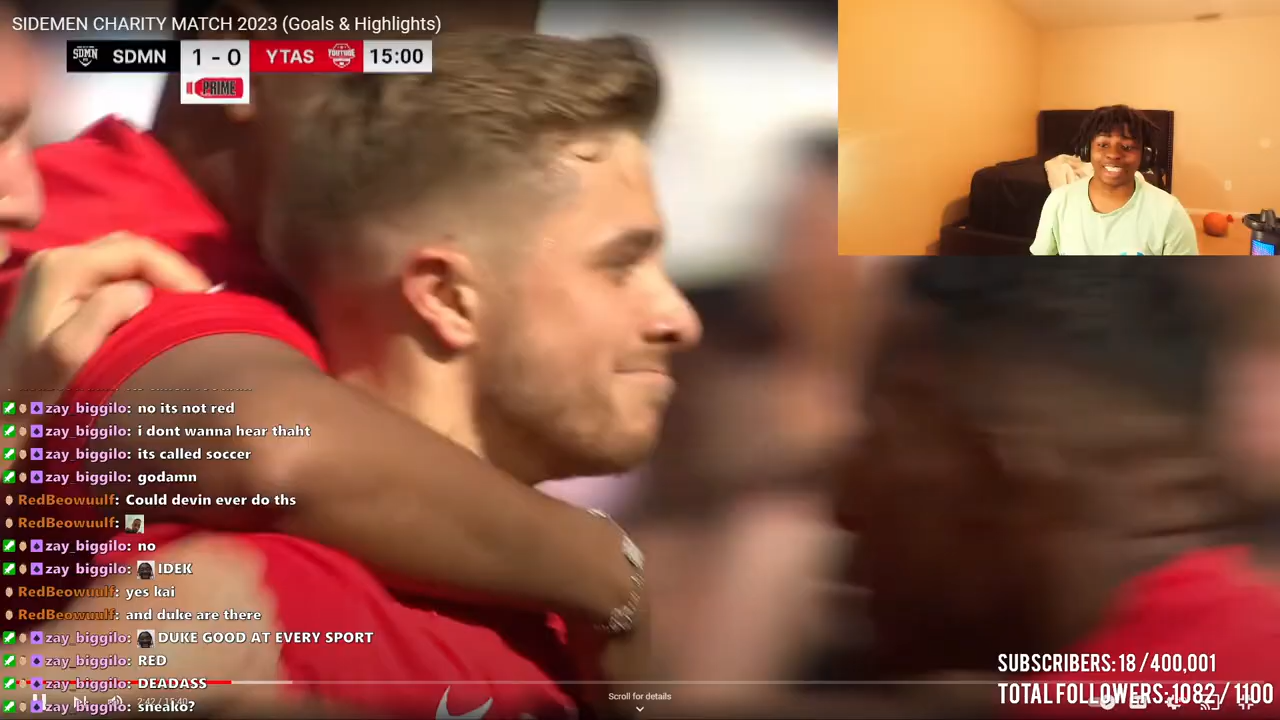 SIDEMEN CHARITY MATCH 2023 (Goals & Highlights)
SDMN SDMN 1 - 0 YTAS 15:00
PRIME
zay_biggilo: no its not red
zay_biggilo: i dont wanna hear thaht
zay_biggilo: its called soccer
zay_biggilo: godamn
RedBeowuulf: Could devin ever do ths
RedBeowuulf:
zay_biggilo: no
zay_biggilo: IDEK
RedBeowuulf: yes kai
RedBeowuulf: and duke are there
zay_biggilo: DUKE GOOD AT EVERY SPORT
zay_biggilo: RED
zay_biggilo: DEADASS
zay_biggilo: sneako?
Scroll for details
SUBSCRIBERS: 18 / 400,001
TOTAL FOLLOWERS: 1082 / 1100